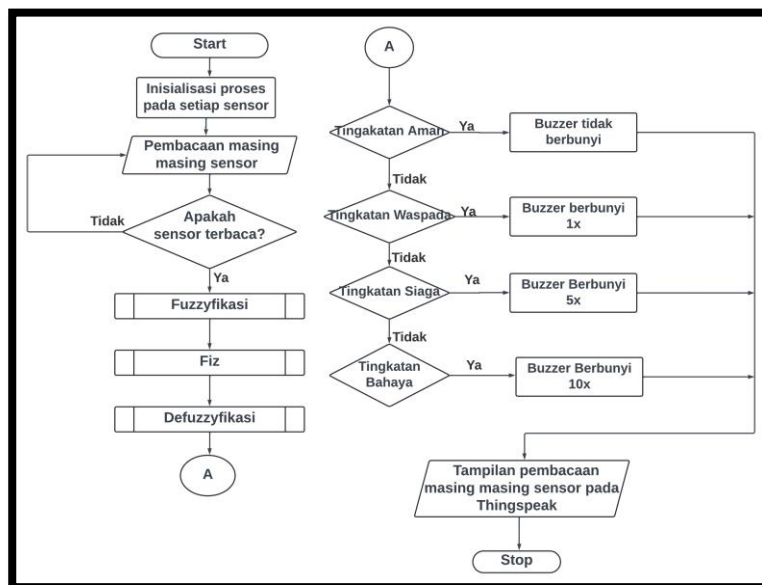 Start
Inisialisasi proses
pada setiap sensor
Pembacaan masing
masing sensor
Tidak
Apakah
sensor terbaca?
Ya
Fuzzyfikasi
Fiz
Defuzzyfikasi
A
A
Tingakatan Aman
Ya
Buzzer tidak
berbunyi
Tidak
Tingkatan Waspada
Ya
Buzzer berbunyi
1x
Tidak
Tingkatan Siaga
Ya
Buzzer Berbunyi
5x
Tidak
Tingkatan
Bahaya
Ya
Buzzer Berbunyi
10x
Tampilan pembacaan
masing masing sensor pada
Thingspeak
Stop